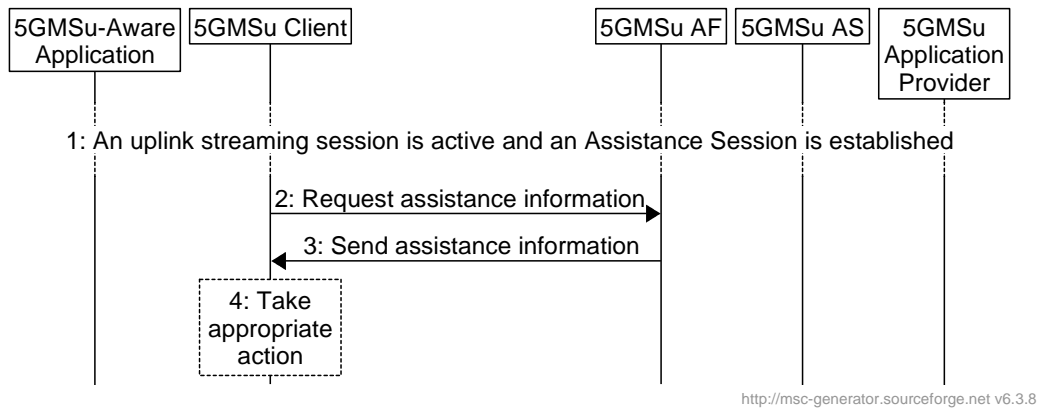 5GMSu-Aware
Application
5GMSu Client
5GMSu AF
5GMSu AS
5GMSu
Application
Provider
1: An uplink streaming session is active and an Assistance Session is established
2: Request assistance information
3: Send assistance information
4: Take
appropriate
action
http://msc-generator.sourceforge.net v6.3.8